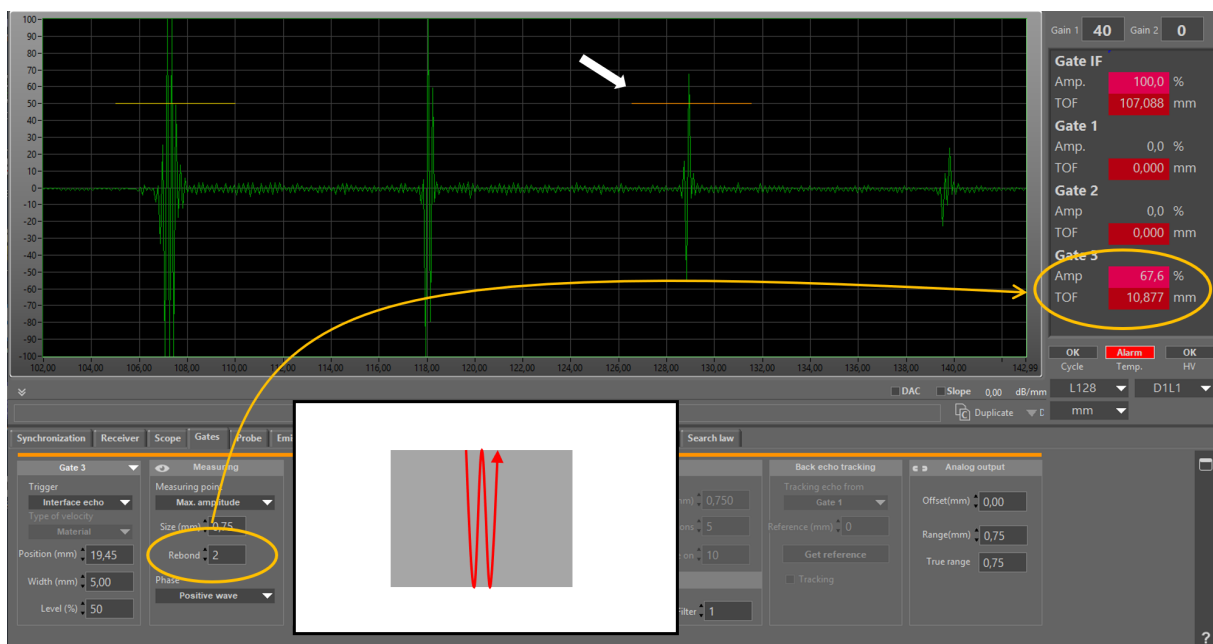 100-
90-
80-
70-
60-
50-
40-
30-
20-
10-
0-
-10-
-20-
-30-
-40-
-50-
-60-
-70-
-80-
-90-
-100-
102,00 104,00 106,00 108,00 110,00 112,00 114,00 116,00 118,00 120,00 122,00 124,00 126,00 128,00 130,00 132,00 134,00 136,00 138,00 140,00 142,99
Gain 1 40 Gain 2 0
Gate IF
Amp. 100,0 %
TOF 107,088 mm
Gate 1
Amp. 0,0 %
TOF 0,000 mm
Gate 2
Amp 0,0 %
TOF 0,000 mm
Gate 3
Amp 67,6 %
TOF 10,877 mm
OK Alarm OK
Cycle Temp. HV
L128 D1L1
mm
DAC Slope 0,00 dB/mm
Duplicate D
Synchronization Receiver Scope Gates Probe Emi Search law
Gate 3
Trigger
Interface echo
Type of velocity
Material
Position (mm) 19,45
Width (mm) 5,00
Level (%) 50
Measuring
Measuring point
Max. amplitude
Size (mm) 0,75
Rebond 2
Phase
Positive wave
mm) 0,750
ons 5
e on 10
Filter 1
Back echo tracking
Tracking echo from
Gate 1
Reference (mm) 0
Get reference
Tracking
Analog output
Offset(mm) 0,00
Range(mm) 0,75
True range 0,75
?